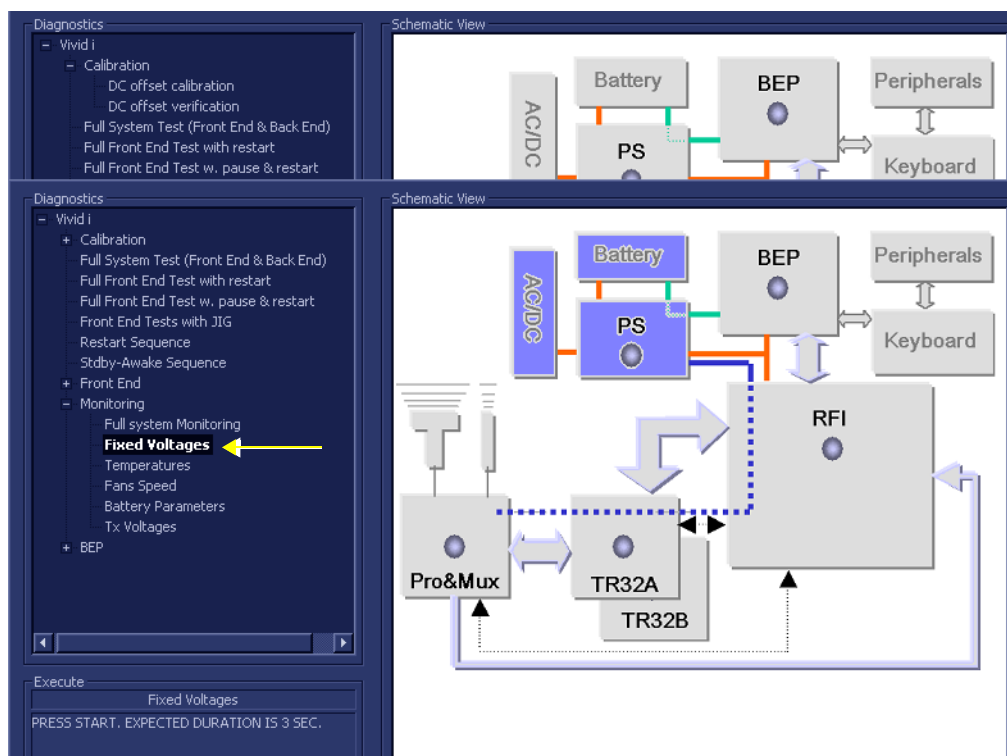 Diagnostics
Vivid i
Calibration
DC offset calibration
DC offset verification
Full System Test (Front End & Back End)
Full Front End Test with restart
Full Front End Test w. pause & restart
Schematic View
Battery
BEP
Peripherals
AC/DC
PS
Keyboard
Diagnostics
Vivid i
Calibration
Full System Test (Front End & Back End)
Full Front End Test with restart
Full Front End Test w. pause & restart
Front End Tests with JIG
Restart Sequence
Stdby-Awake Sequence
Front End
Monitoring
Full system Monitoring
Fixed Voltages
Temperatures
Fans Speed
Battery Parameters
Tx Voltages
BEP
Schematic View
Battery
BEP
Peripherals
AC/DC
PS
Keyboard
RFI
Pro&Mux
TR32A
TR32B
Execute
Fixed Voltages
PRESS START. EXPECTED DURATION IS 3 SEC.